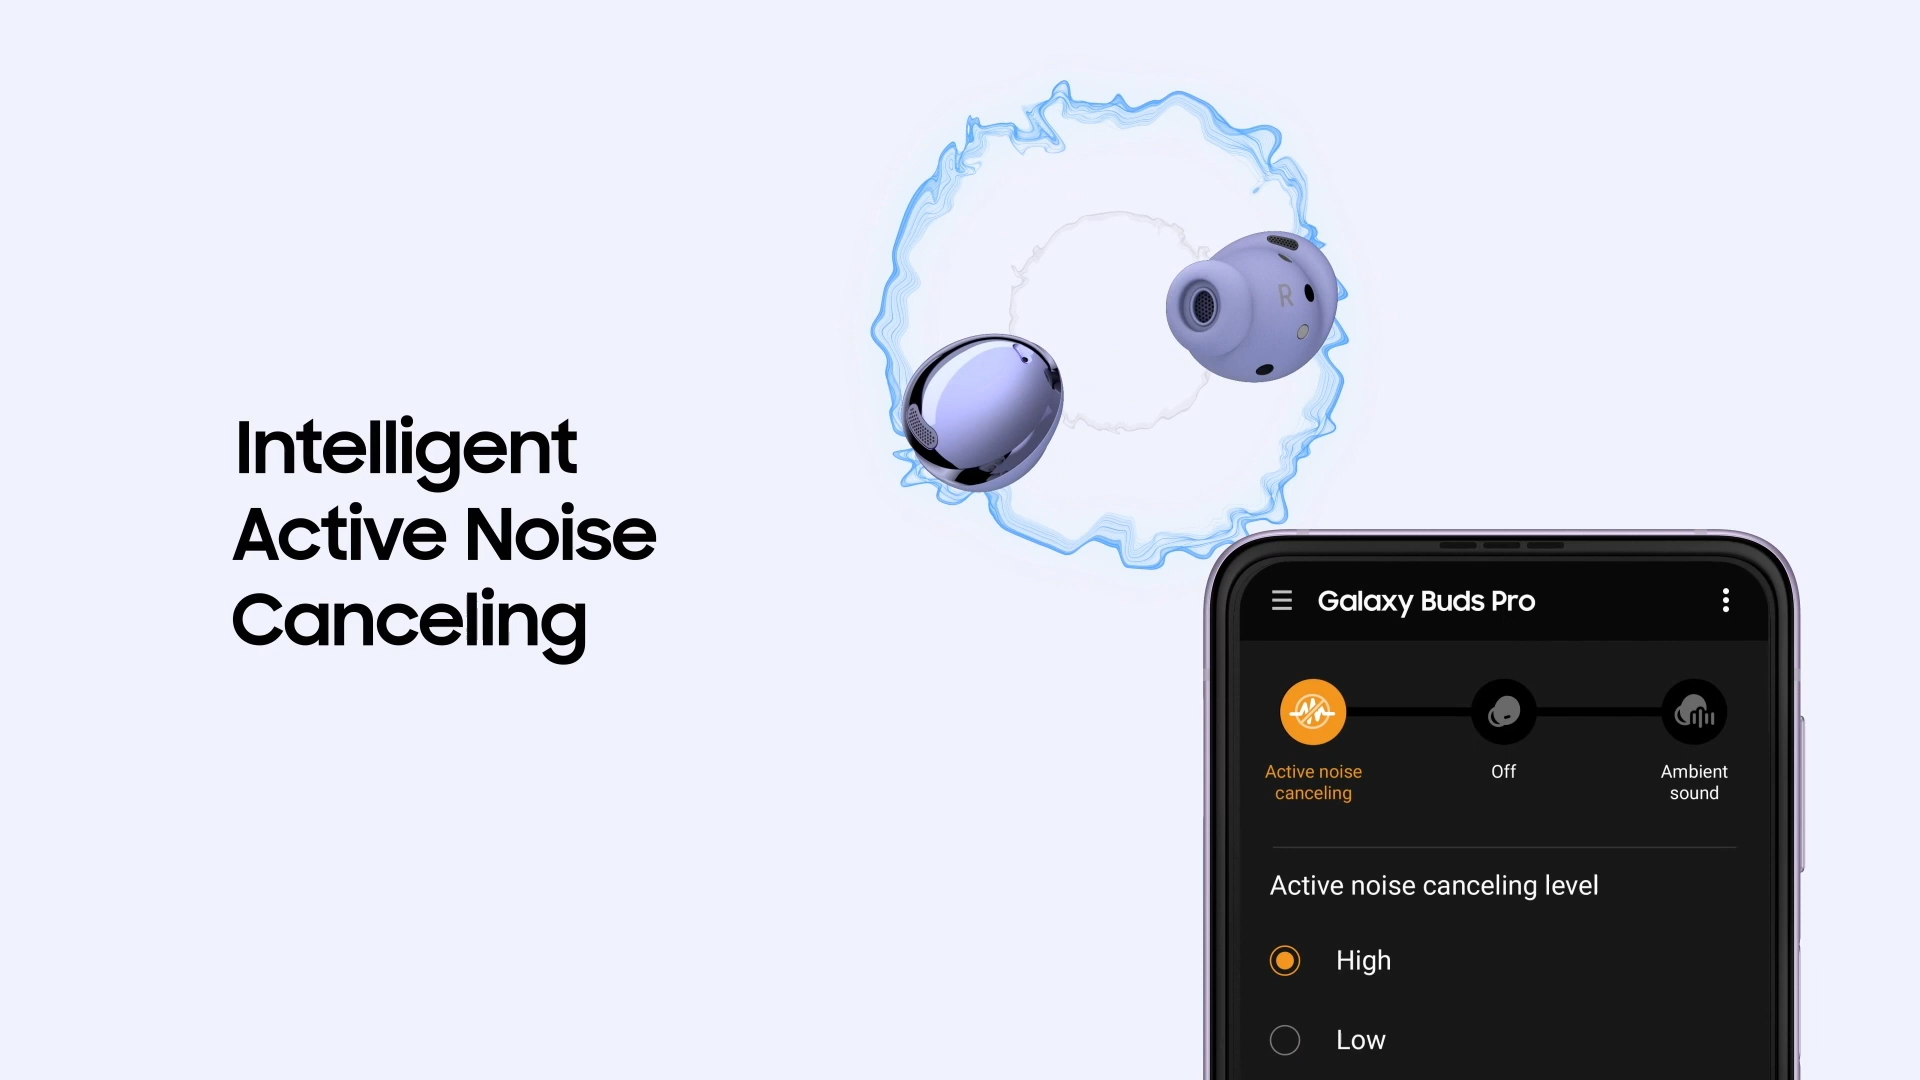 Intelligent
Active Noise
Canceling
R
Galaxy Buds Pro
Active noise
canceling
Off
Ambient
sound
Active noise canceling level
High
Low